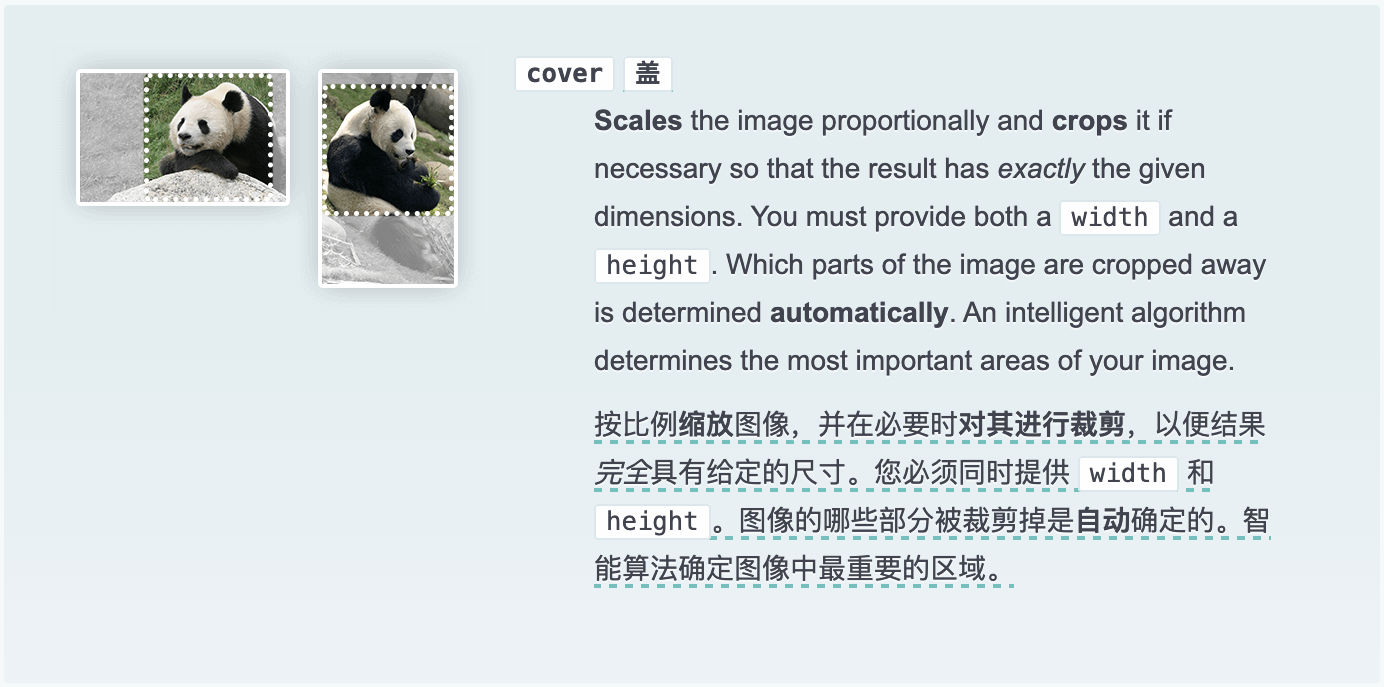 cover 盖
Scales the image proportionally and crops it if
necessary so that the result has exactly the given
dimensions. You must provide both a width and a
height. Which parts of the image are cropped away
is determined automatically. An intelligent algorithm
determines the most important areas of your image.
按比例缩放图像，并在必要时对其进行裁剪，以便结果
完全具有给定的尺寸。您必须同时提供 width 和
height。图像的哪些部分被裁剪掉是自动确定的。智
能算法确定图像中最重要的区域。